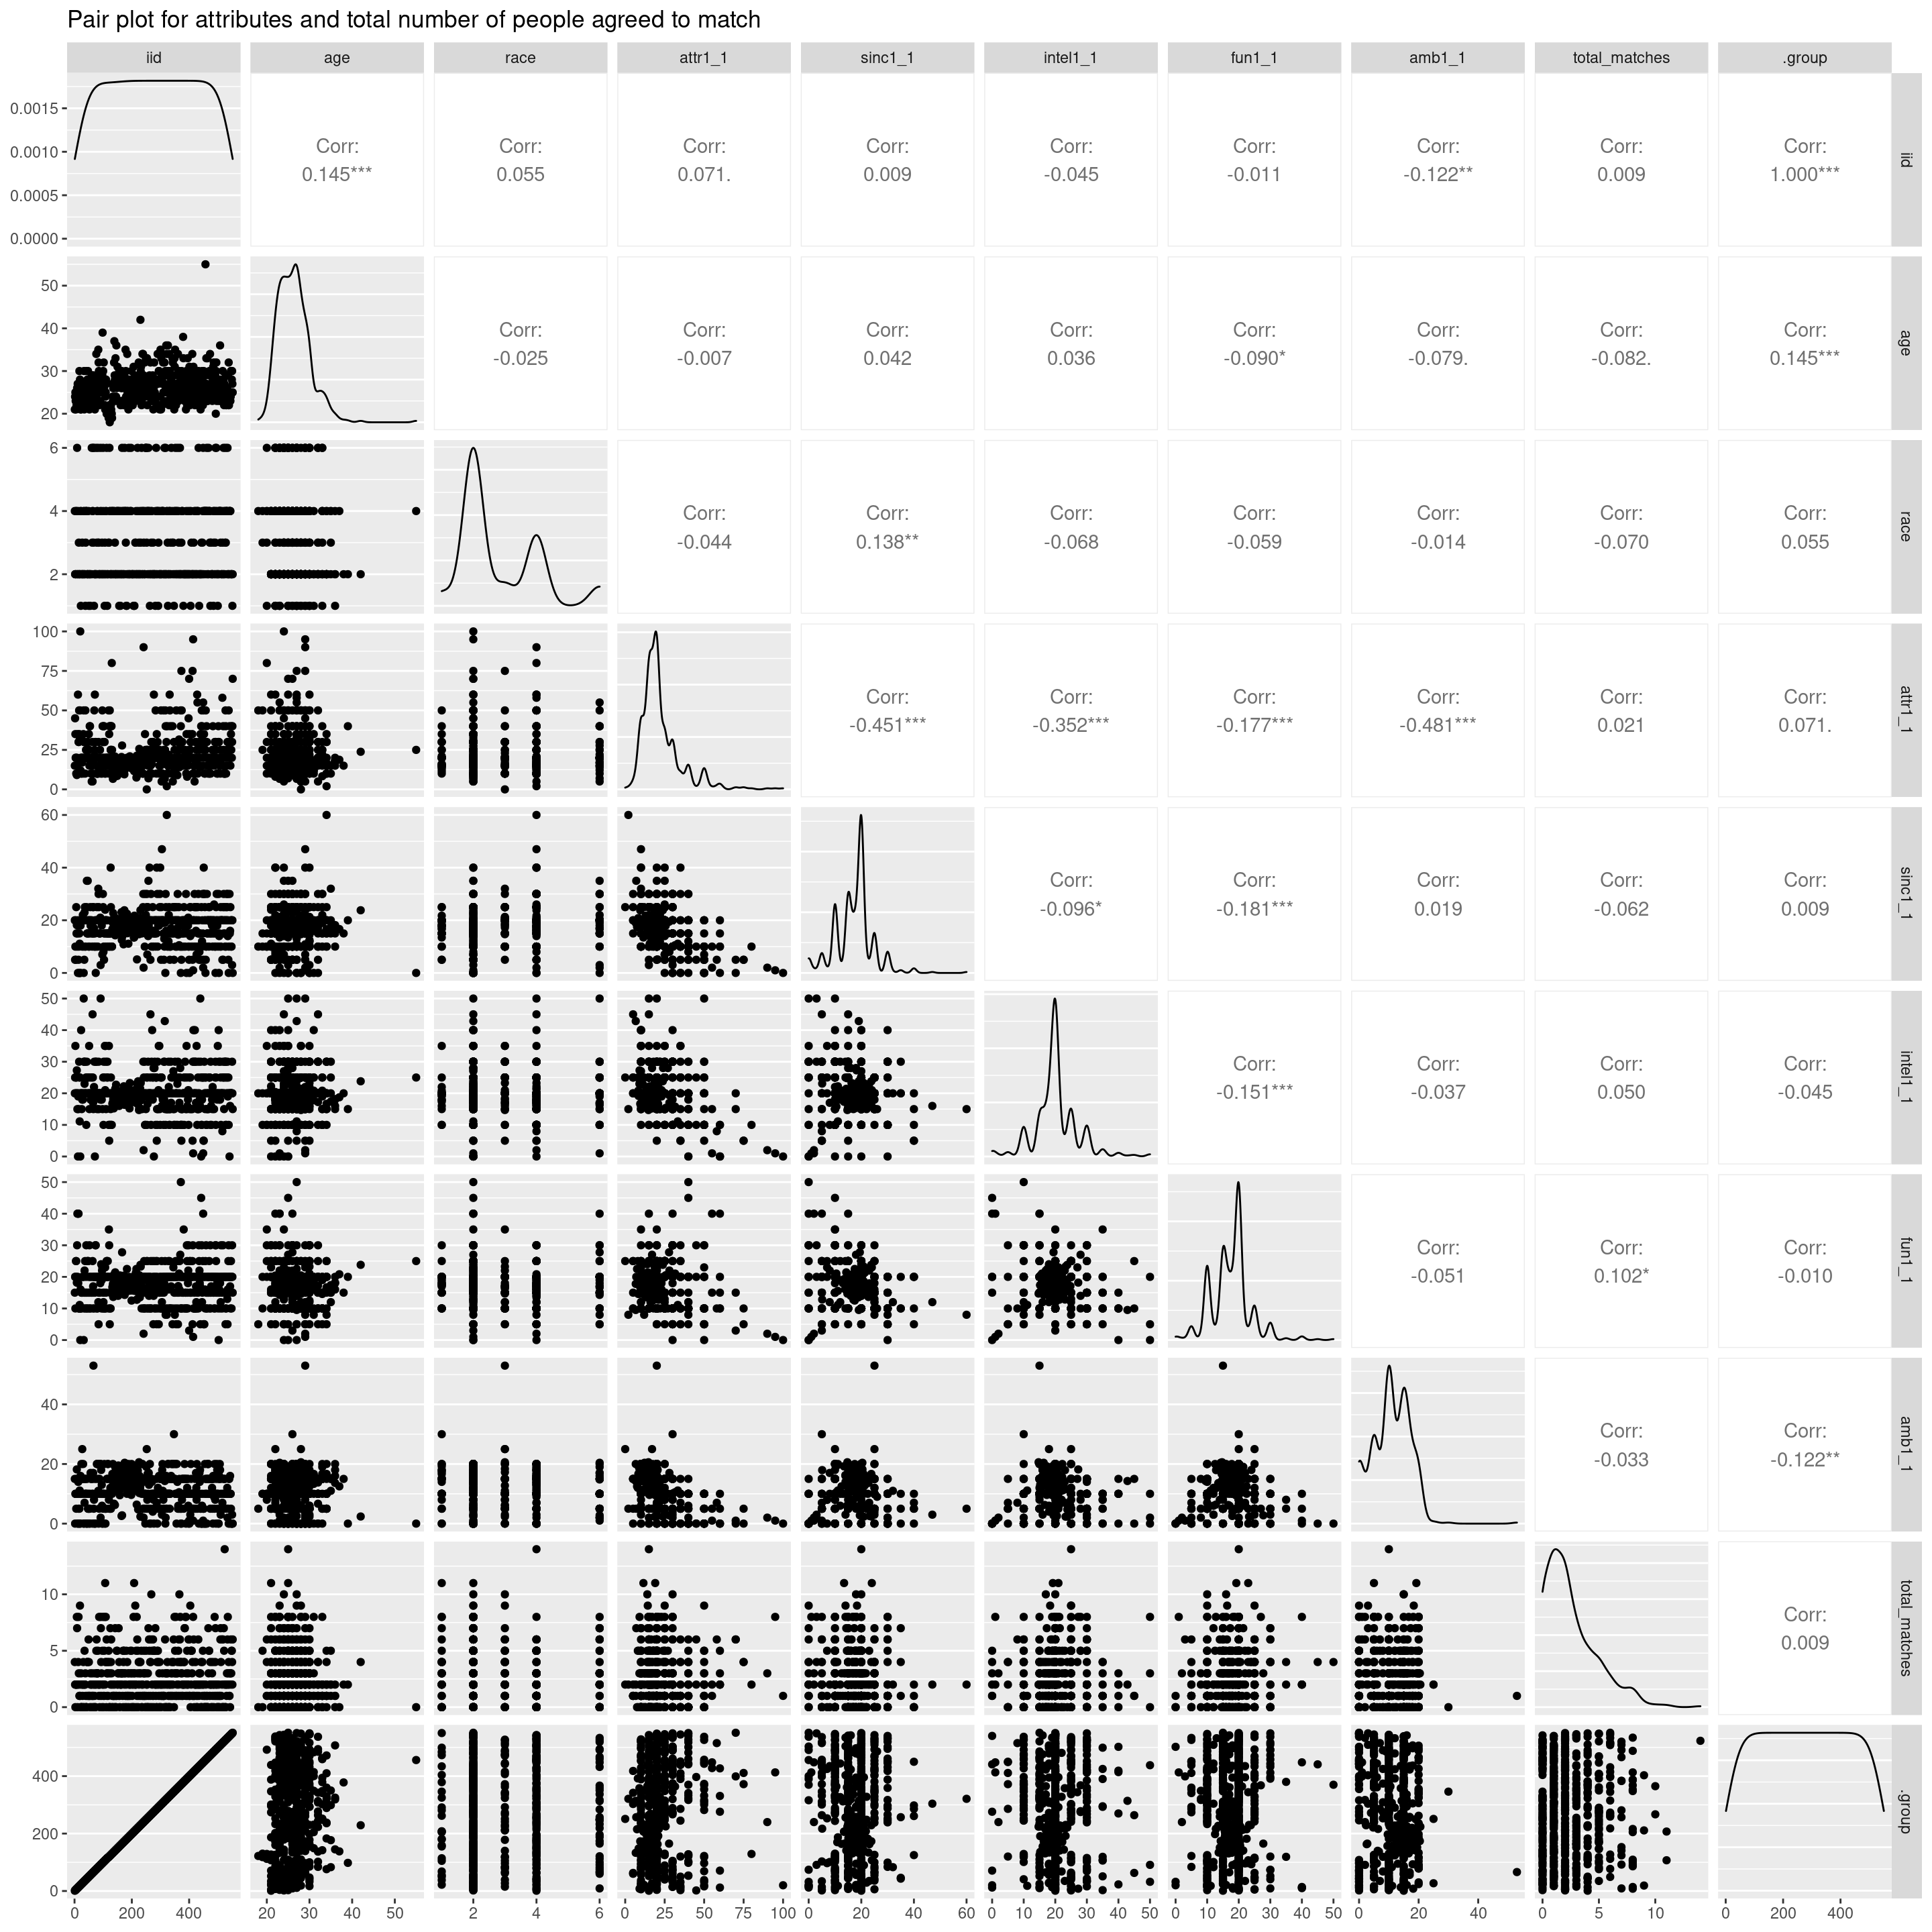 Pair plot for attributes and total number of people agreed to match
iid age race attr1_1 sinc1_1 intel1_1 fun1_1 amb1_1 total_matches .group
0.0015
0.0010
0.0005
0.0000
Corr: Corr: Corr: Corr: Corr: Corr: Corr: Corr: Corr:
0.145*** 0.055 0.071. 0.009 -0.045 -0.011 -0.122** 0.009 1.000***
iid
50
40
30
20
Corr: Corr: Corr: Corr: Corr: Corr: Corr: Corr:
-0.025 -0.007 0.042 0.036 -0.090* -0.079. -0.082. 0.145***
age
6
4
2
Corr: Corr: Corr: Corr: Corr: Corr: Corr:
-0.044 0.138** -0.068 -0.059 -0.014 -0.070 0.055
race
100
75
50
25
0
Corr: Corr: Corr: Corr: Corr: Corr:
-0.451*** -0.352*** -0.177*** -0.481*** 0.021 0.071.
attr1_1
60
40
20
0
Corr: Corr: Corr: Corr: Corr:
-0.096* -0.181*** 0.019 -0.062 0.009
sinc1_1
50
40
30
20
10
0
Corr: Corr: Corr: Corr:
-0.151*** -0.037 0.050 -0.045
intel1_1
50
40
30
20
10
0
Corr: Corr: Corr:
-0.051 0.102* -0.010
fun1_1
40
20
0
Corr: Corr:
-0.033 -0.122**
amb1_1
10
5
0
Corr:
0.009
total_matches
400
200
0
.group
0 200 400 20 30 40 50 2 4 6 0 25 50 75 100 0 20 40 60 0 10 20 30 40 50 0 10 20 30 40 50 0 20 40 0 5 10 0 200 400